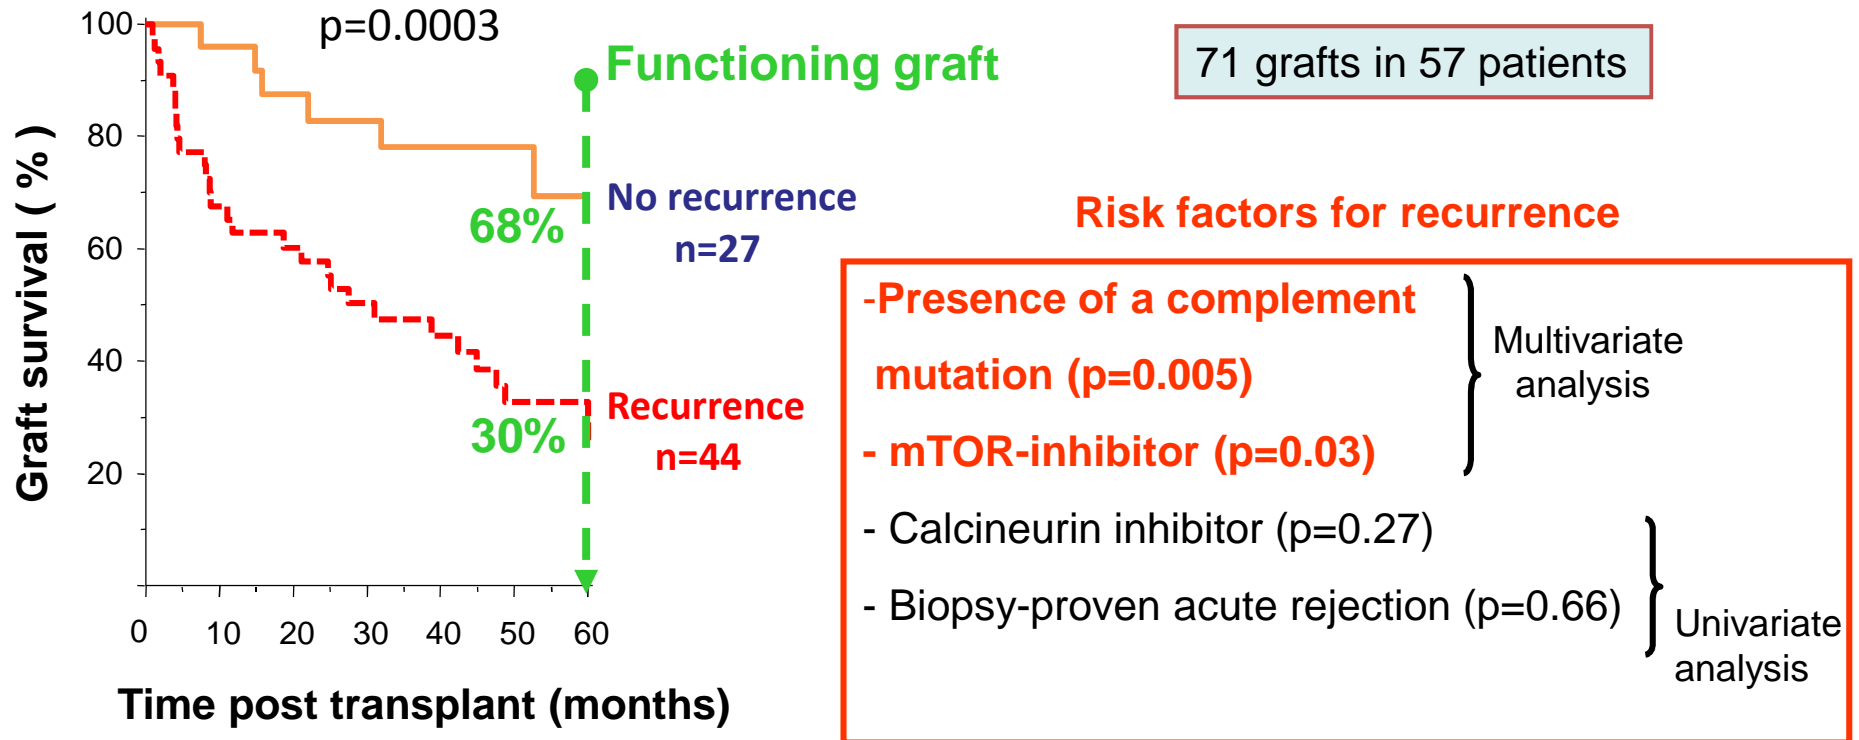 p=0.0003
Functioning graft
71 grafts in 57 patients
Graft survival ( % )
100
80
60
40
20
0 10 20 30 40 50 60
Time post transplant (months)
68%
No recurrence
n=27
30%
Recurrence
n=44
Risk factors for recurrence
-Presence of a complement
mutation (p=0.005)
- mTOR-inhibitor (p=0.03)
Multivariate
analysis
- Calcineurin inhibitor (p=0.27)
- Biopsy-proven acute rejection (p=0.66)
Univariate
analysis